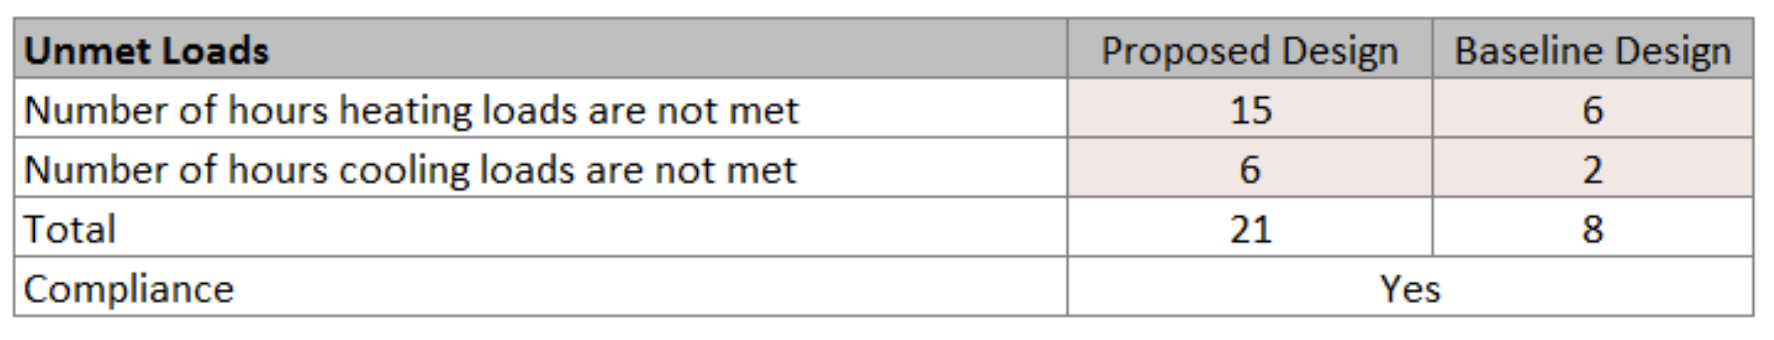 Unmet Loads Proposed Design Baseline Design
Number of hours heating loads are not met 15 6
Number of hours cooling loads are not met 6 2
Total 21 8
Compliance Yes